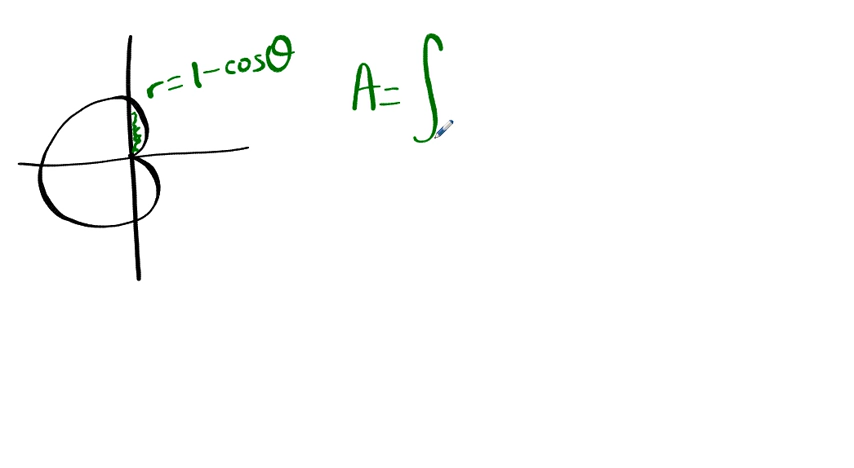 r = 1 - cosθ
A = ∫